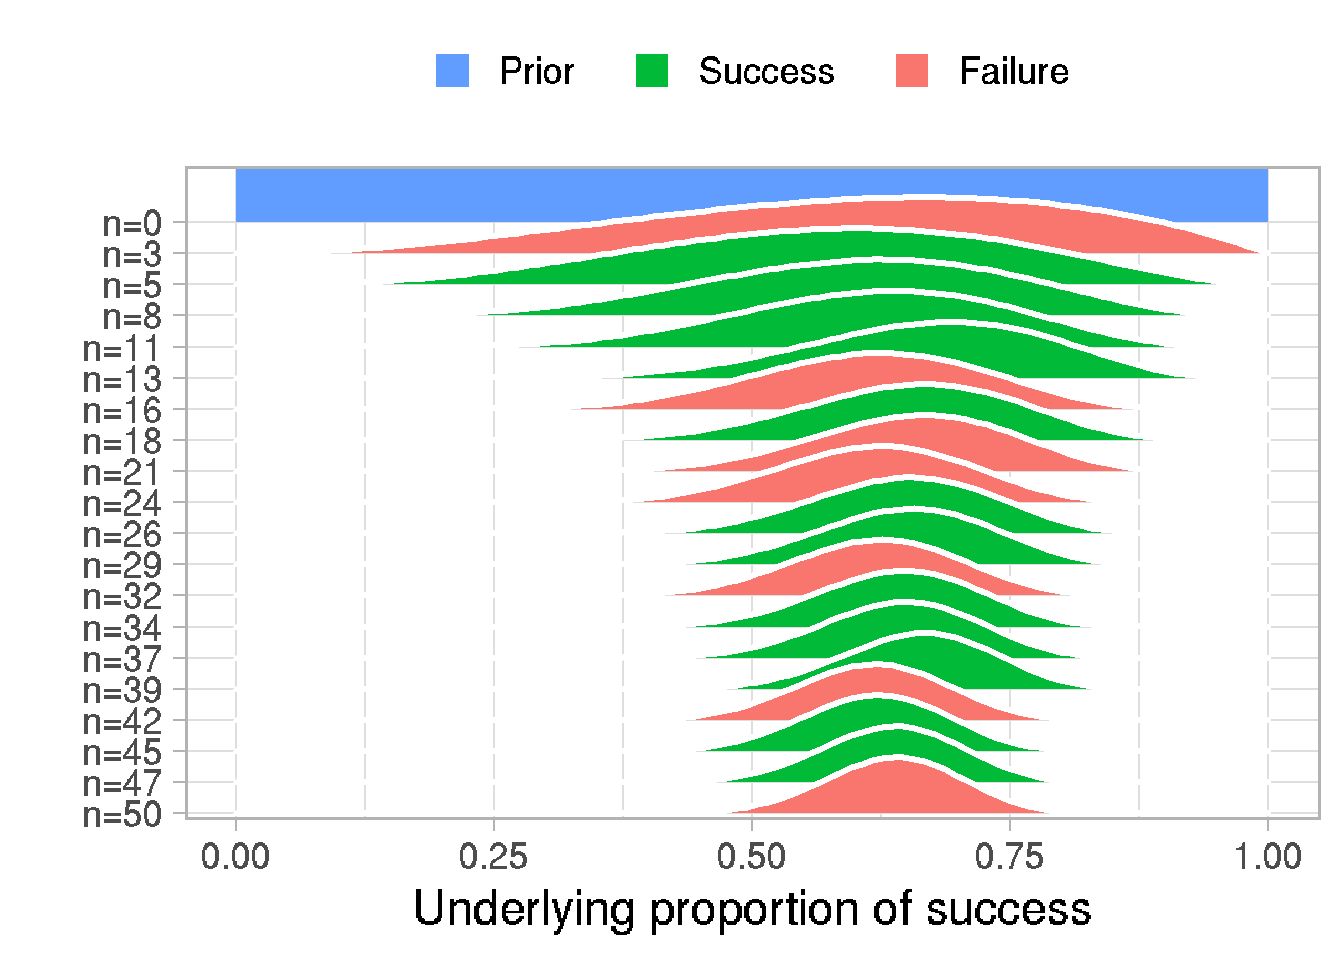 Prior Success Failure
n=0
n=3
n=5
n=8
n=11
n=13
n=16
n=18
n=21
n=24
n=26
n=29
n=32
n=34
n=37
n=39
n=42
n=45
n=47
n=50
0.00 0.25 0.50 0.75 1.00
Underlying proportion of success